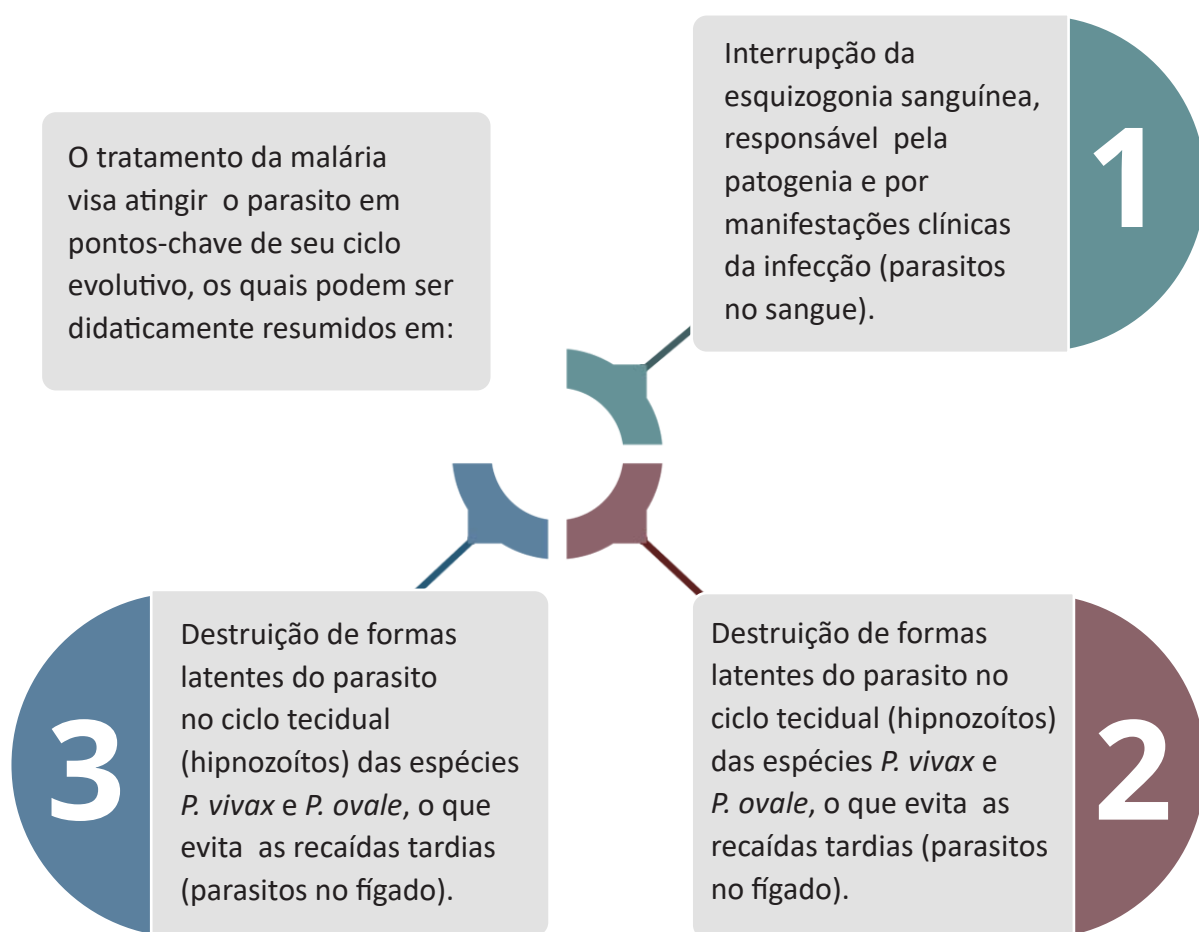 O tratamento da malária
visa atingir o parasito em
pontos-chave de seu ciclo
evolutivo, os quais podem ser
didaticamente resumidos em:
Interrupção da
esquizogonia sanguínea,
responsável pela
patogenia e por
manifestações clínicas
da infecção (parasitos
no sangue).
1
Destruição de formas
latentes do parasito no
ciclo tecidual (hipnozoítos)
das espécies P. vivax e
P. ovale, o que evita as
recaídas tardias (parasitos
no fígado).
2
3
Destruição de formas
latentes do parasito
no ciclo tecidual
(hipnozoítos) das espécies
P. vivax e P. ovale, o que
evita as recaídas tardias
(parasitos no fígado).